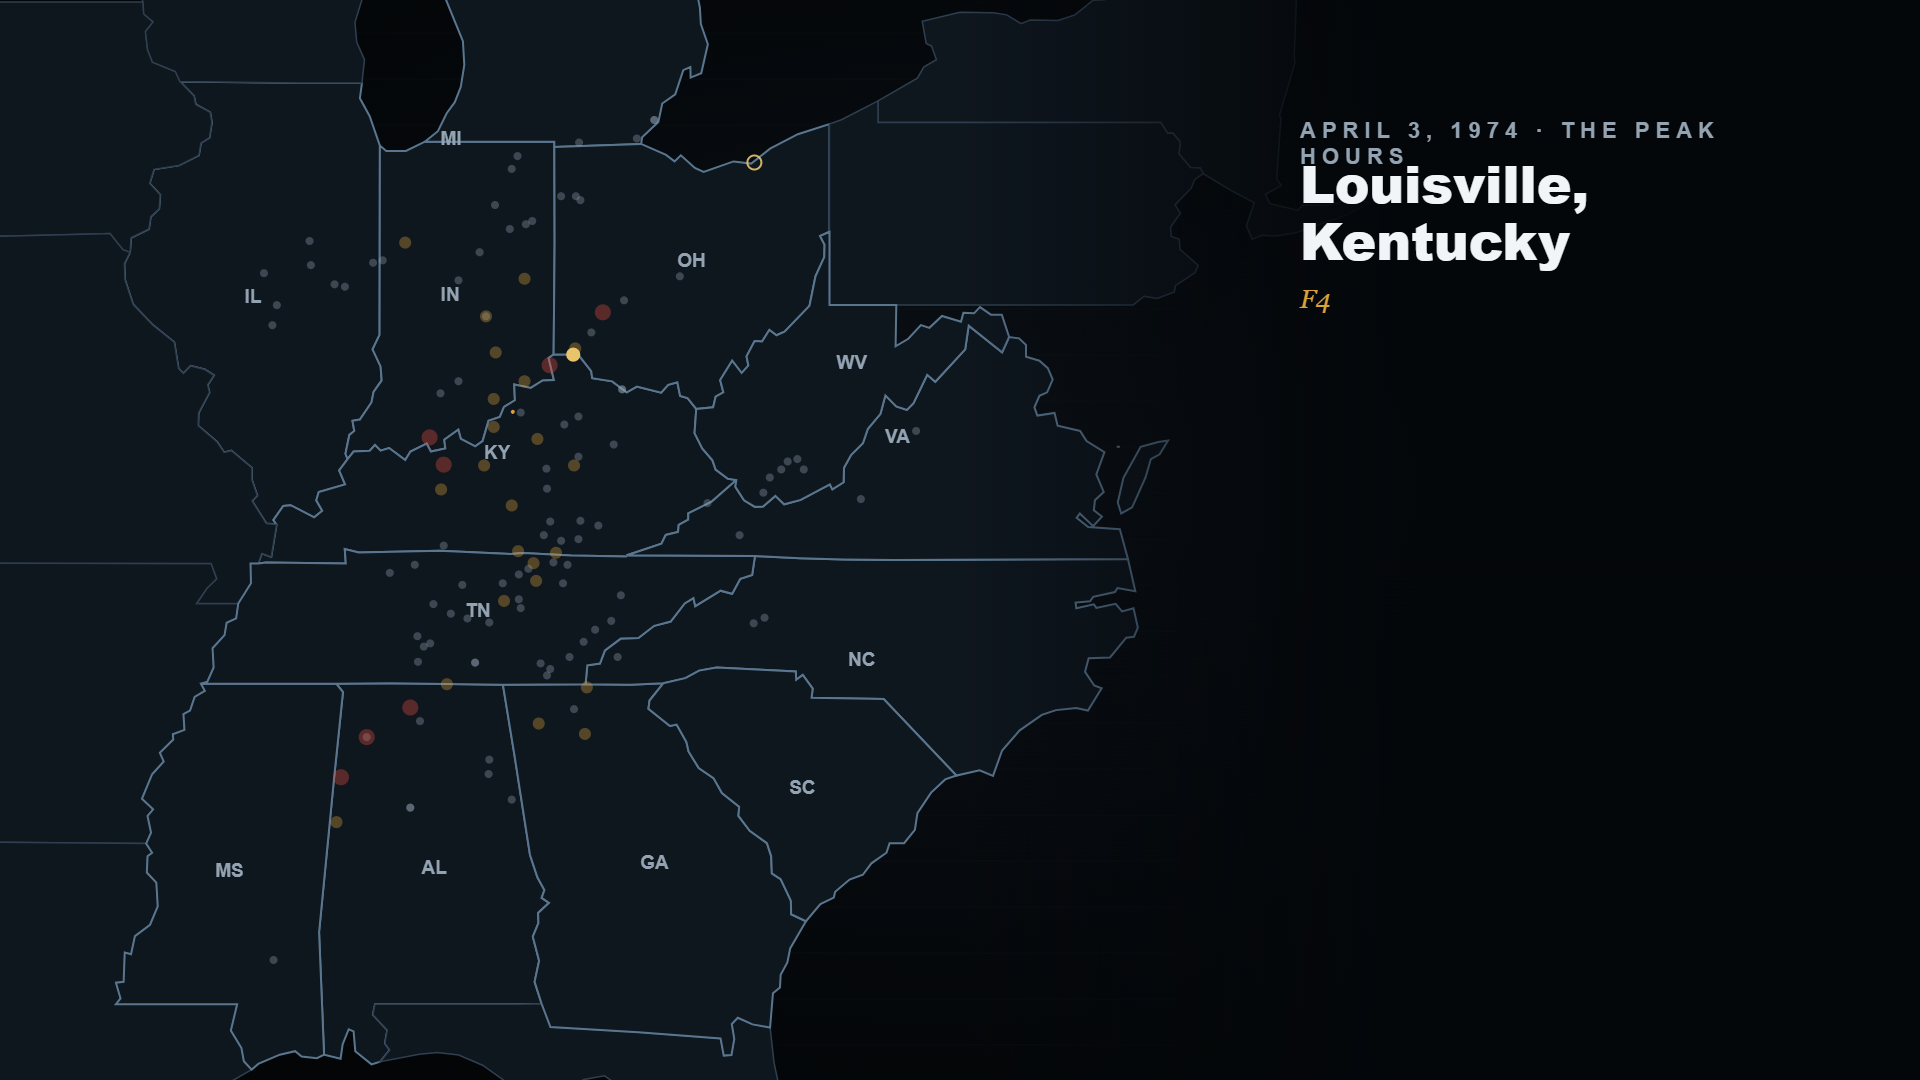 APRIL 3, 1974 · THE PEAK
HOURS
Louisville,
Kentucky
F4
MI
OH
IN
IL
WV
VA
KY
TN
NC
SC
GA
AL
MS